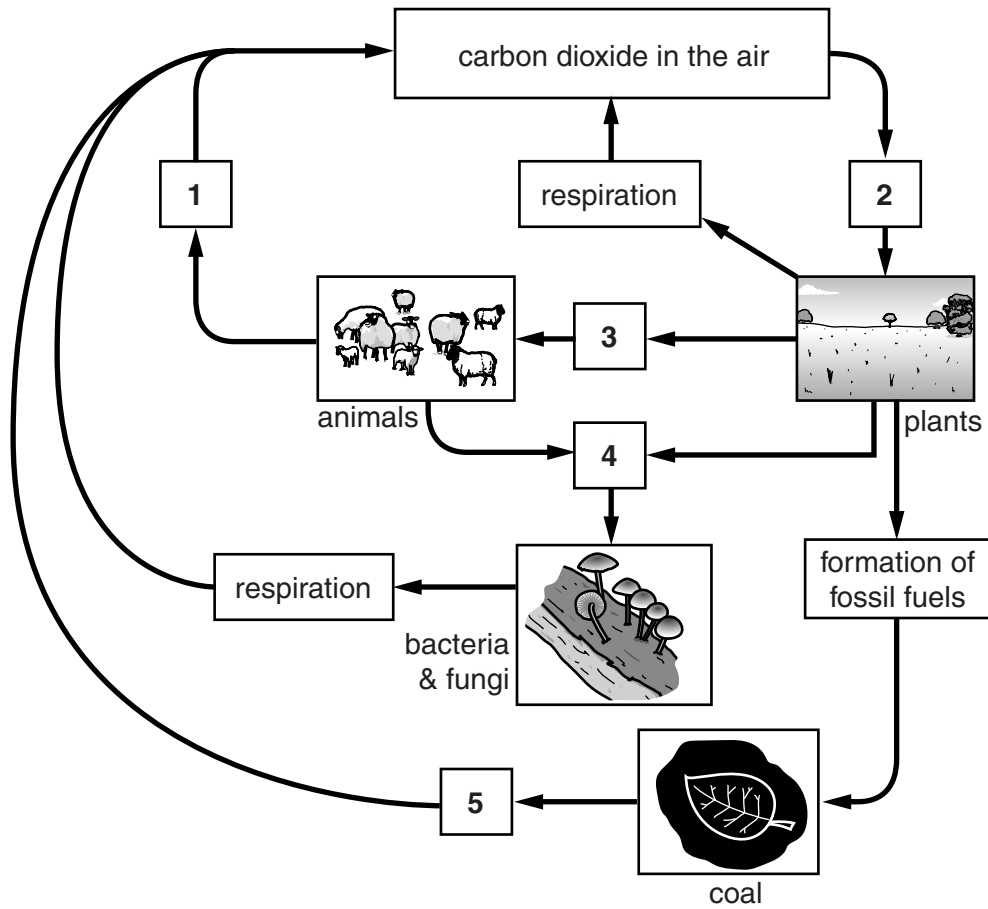 carbon dioxide in the air
1
respiration
2
3
animals
plants
4
formation of
fossil fuels
respiration
bacteria
& fungi
5
coal